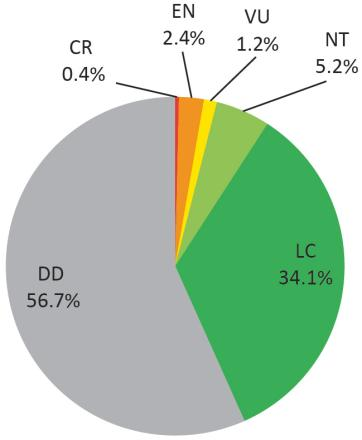 EN
2.4%
VU
1.2%
CR
0.4%
NT
5.2%
LC
34.1%
DD
56.7%